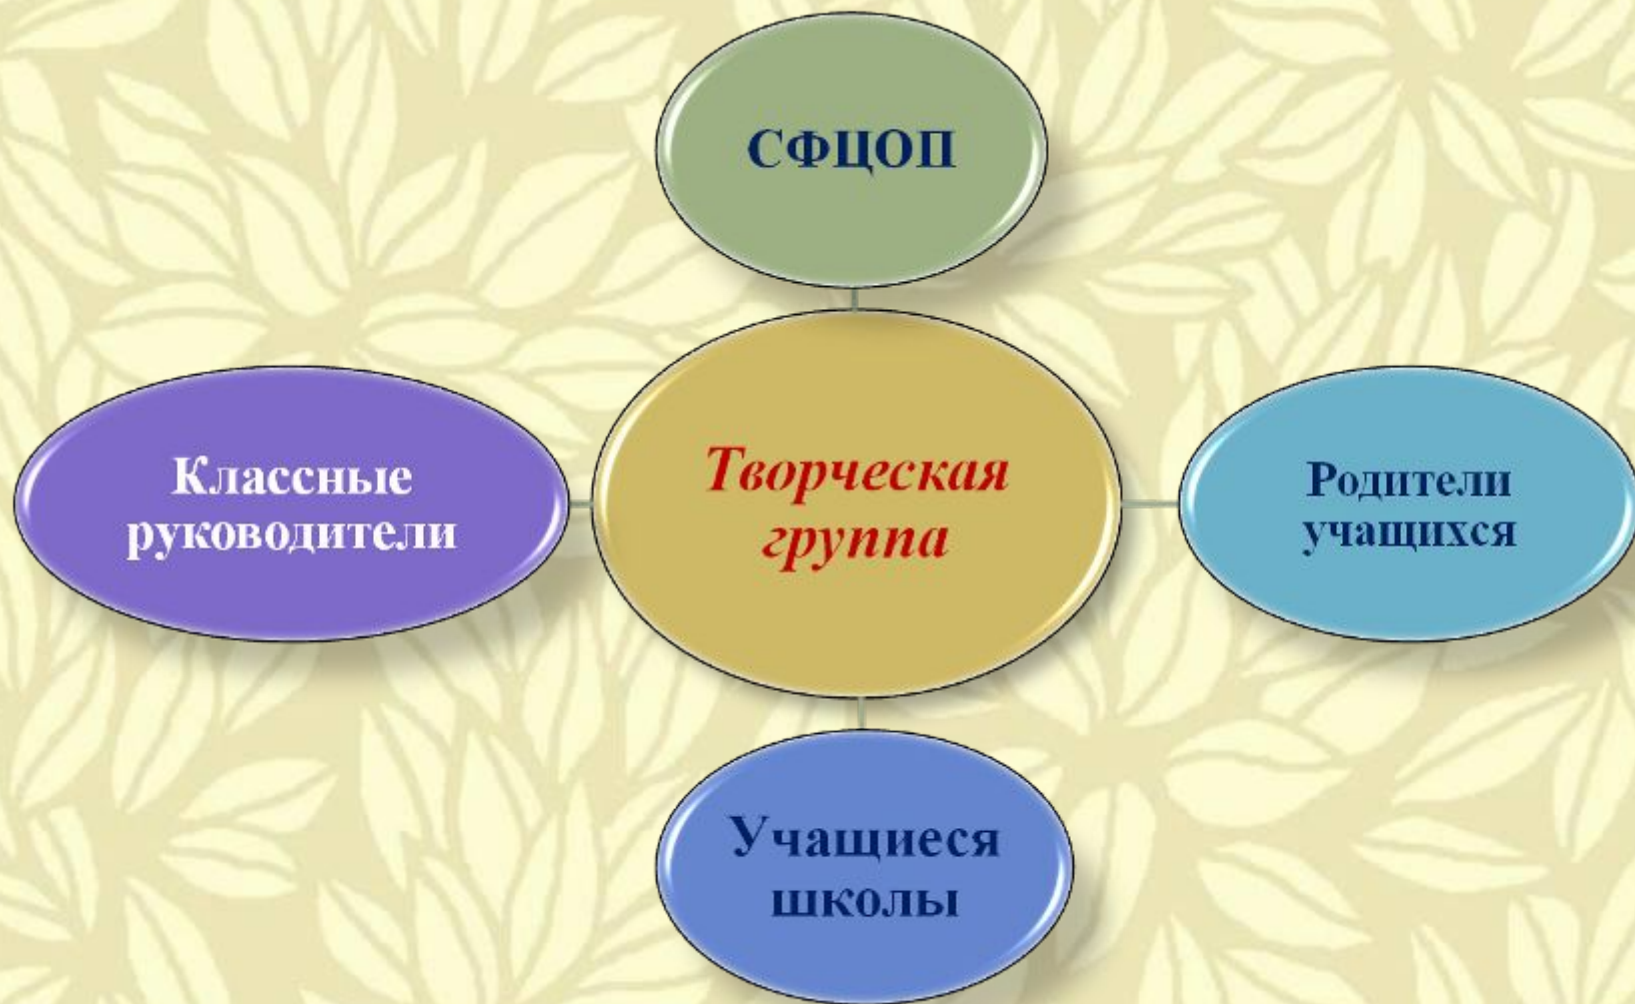 СФЦОП
Классные
руководители
Творческая
группа
Родители
учащихся
Учащиеся
школы